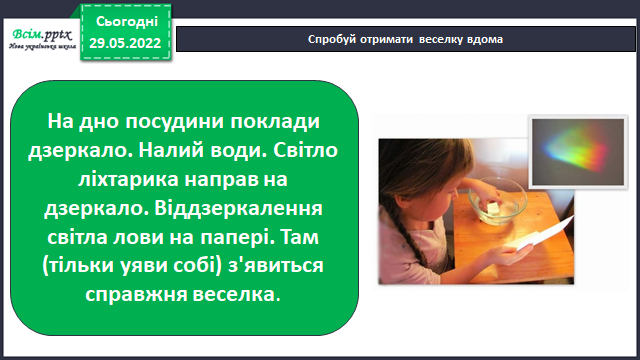 Всім.pptx
Нова українська школа
Сьогодні
29.05.2022
Спробуй отримати веселку вдома
На дно посудини поклади
дзеркало. Налий води. Світло
ліхтарика направ на
дзеркало. Віддзеркалення
світла лови на папері. Там
(тільки уяви собі) з'явиться
справжня веселка.